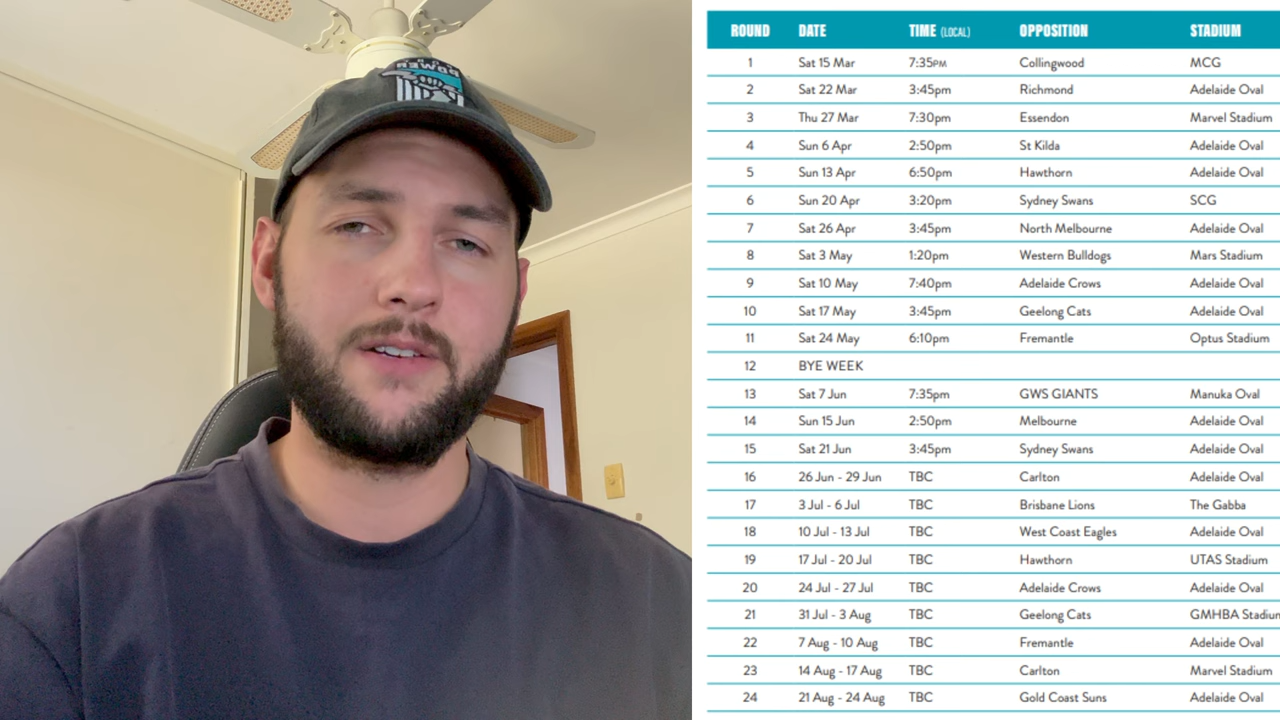 POWER
ROUND DATE TIME (LOCAL) OPPOSITION STADIUM
1 Sat 15 Mar 7:35PM Collingwood MCG
2 Sat 22 Mar 3:45pm Richmond Adelaide Oval
3 Thu 27 Mar 7:30pm Essendon Marvel Stadium
4 Sun 6 Apr 2:50pm St Kilda Adelaide Oval
5 Sun 13 Apr 6:50pm Hawthorn Adelaide Oval
6 Sun 20 Apr 3:20pm Sydney Swans SCG
7 Sat 26 Apr 3:45pm North Melbourne Adelaide Oval
8 Sat 3 May 1:20pm Western Bulldogs Mars Stadium
9 Sat 10 May 7:40pm Adelaide Crows Adelaide Oval
10 Sat 17 May 3:45pm Geelong Cats Adelaide Oval
11 Sat 24 May 6:10pm Fremantle Optus Stadium
12 BYE WEEK
13 Sat 7 Jun 7:35pm GWS GIANTS Manuka Oval
14 Sun 15 Jun 2:50pm Melbourne Adelaide Oval
15 Sat 21 Jun 3:45pm Sydney Swans Adelaide Oval
16 26 Jun - 29 Jun TBC Carlton Adelaide Oval
17 3 Jul - 6 Jul TBC Brisbane Lions The Gabba
18 10 Jul - 13 Jul TBC West Coast Eagles Adelaide Oval
19 17 Jul - 20 Jul TBC Hawthorn UTAS Stadium
20 24 Jul - 27 Jul TBC Adelaide Crows Adelaide Oval
21 31 Jul - 3 Aug TBC Geelong Cats GMHBA Stadium
22 7 Aug - 10 Aug TBC Fremantle Adelaide Oval
23 14 Aug - 17 Aug TBC Carlton Marvel Stadium
24 21 Aug - 24 Aug TBC Gold Coast Suns Adelaide Oval